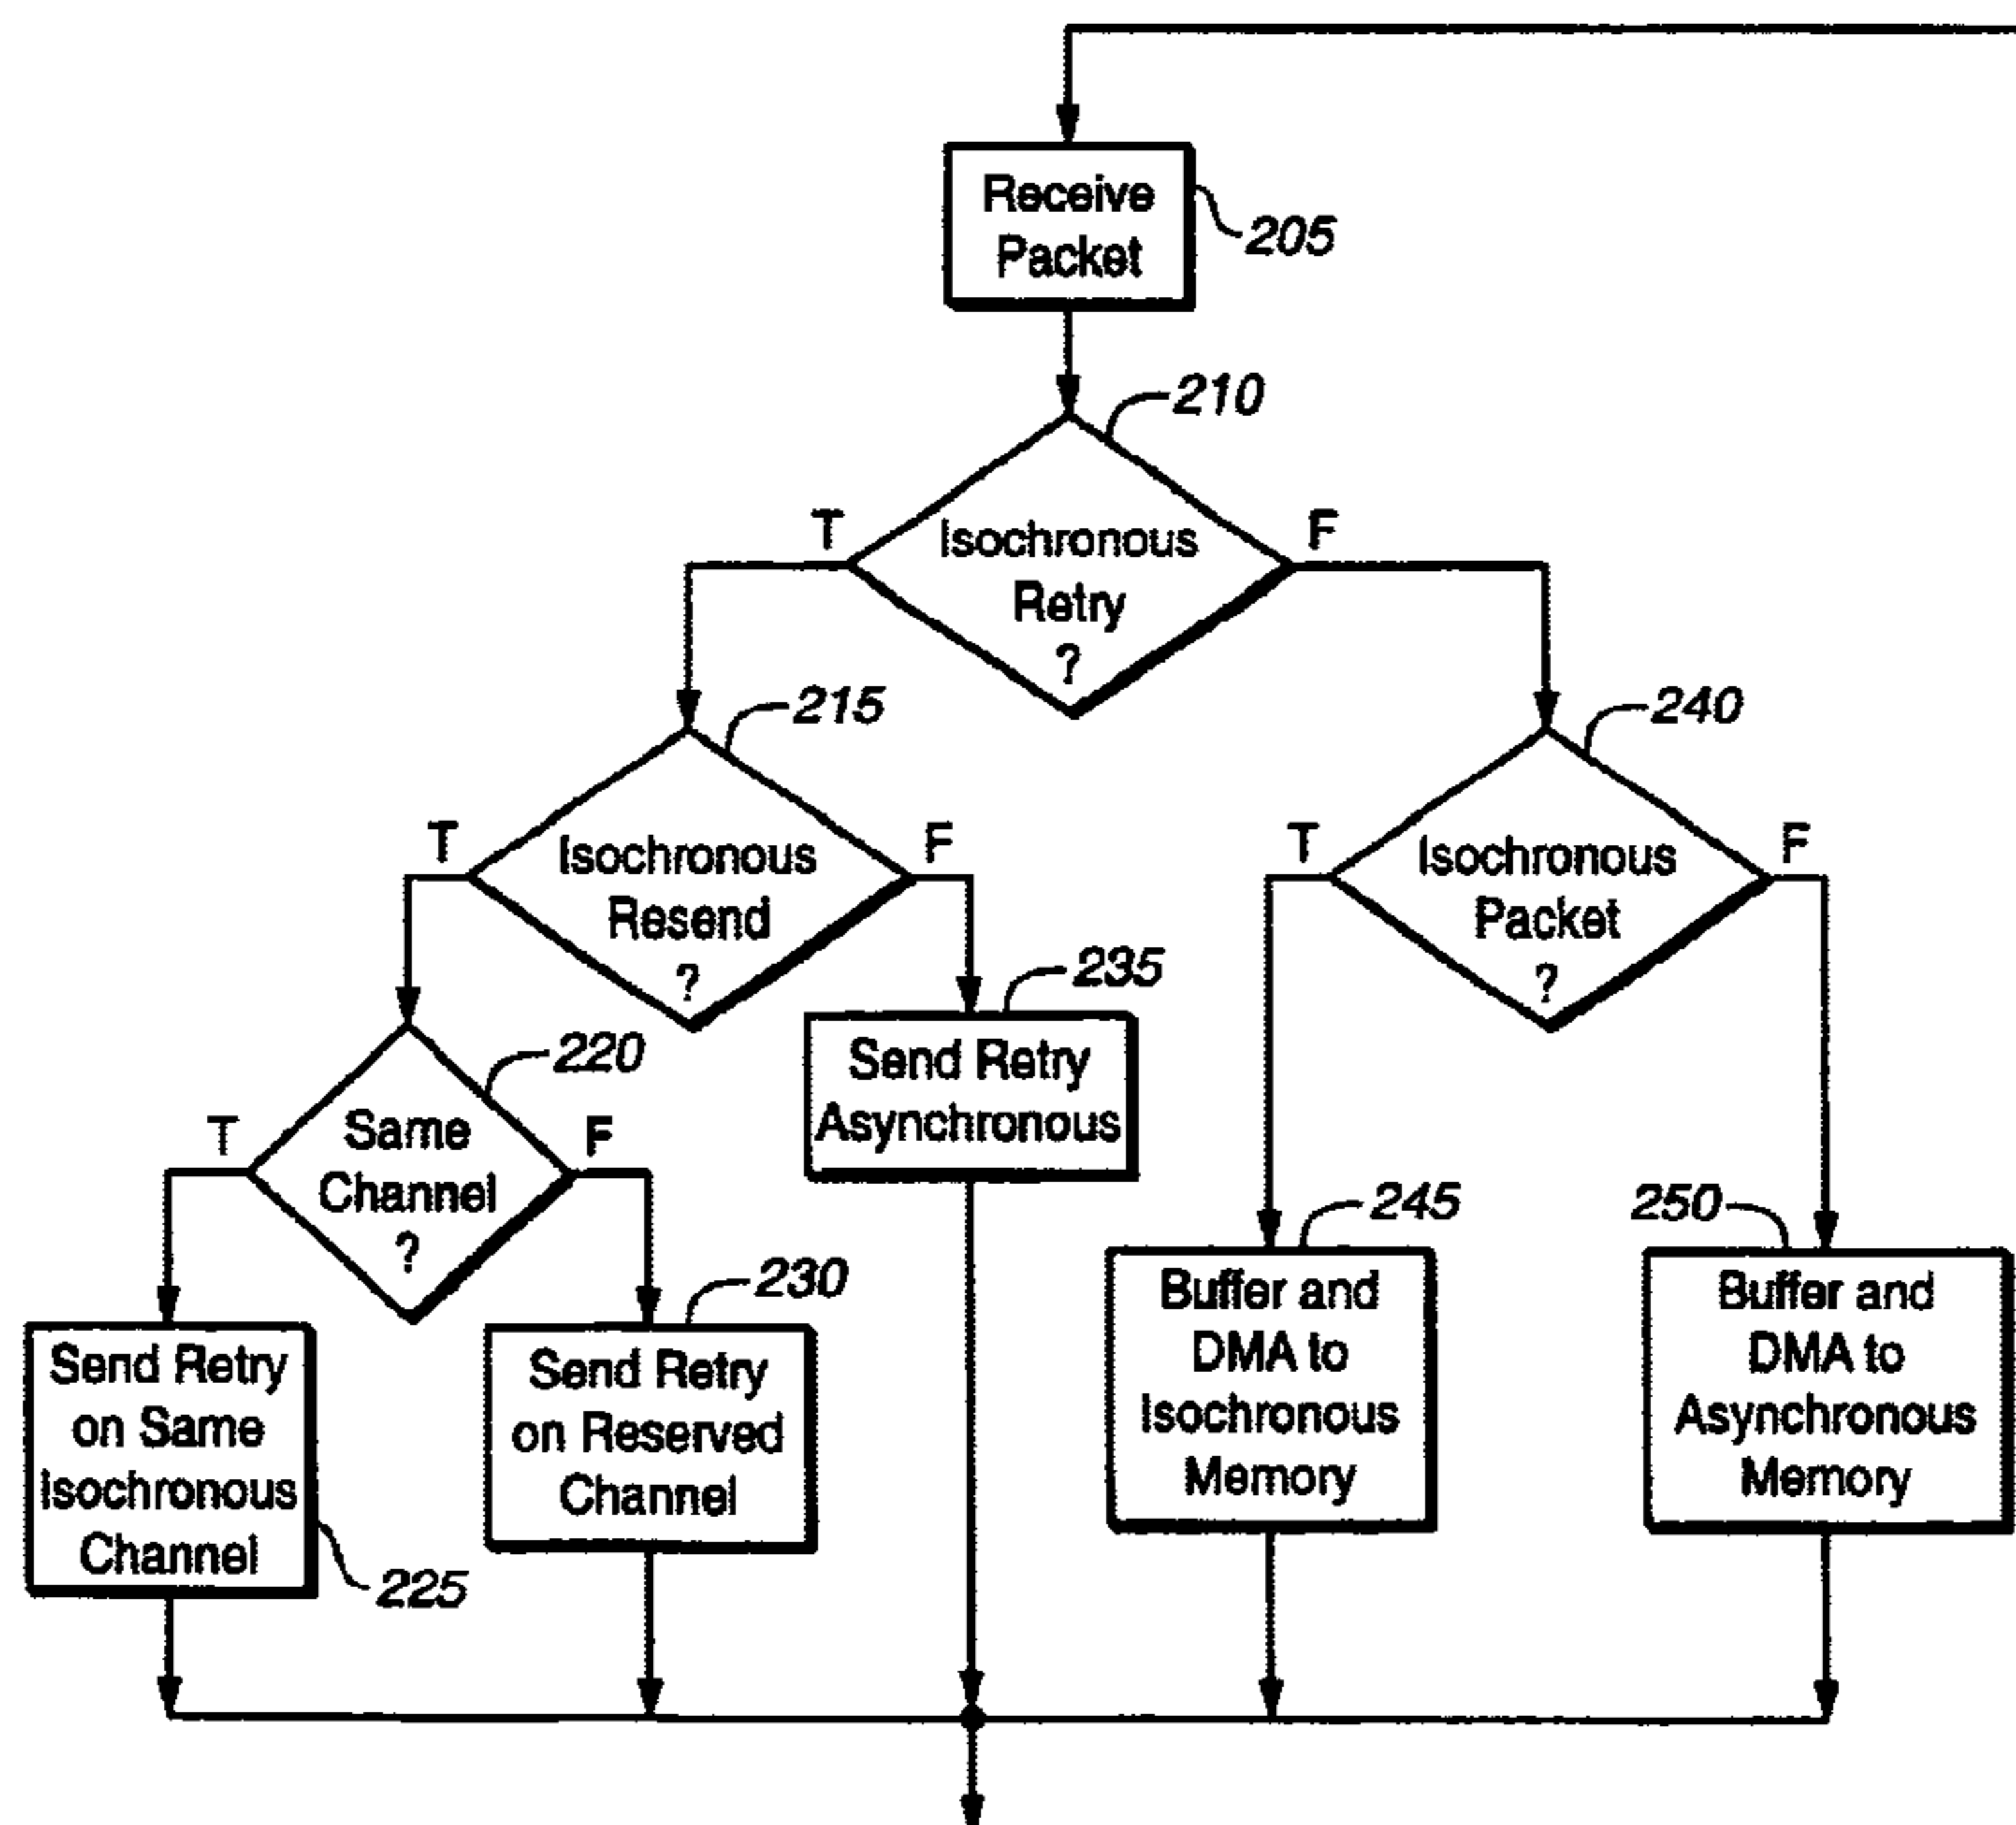 Receive
Packet
205
210
T
F
Isochronous
Retry
?
215
240
T
F
Isochronous
Resend
?
T
F
Isochronous
Packet
?
235
Send Retry
Asynchronous
220
T
F
Same
Channel
?
245
250
230
Send Retry
on Same
Isochronous
Channel
225
Send Retry
on Reserved
Channel
Buffer and
DMA to
Isochronous
Memory
Buffer and
DMA to
Asynchronous
Memory